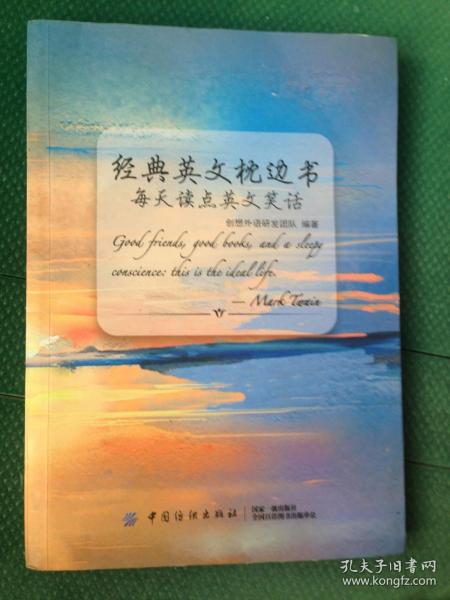 经典英文枕边书
每天读点英文笑话
创想外语研发团队 编著
Good friends, good books, and a sleepy
conscience: this is the ideal life.
— Mark Twain
中国纺织出版社
国家一级出版社
全国百佳图书出版单位
孔夫子旧书网
www.kongfz.com